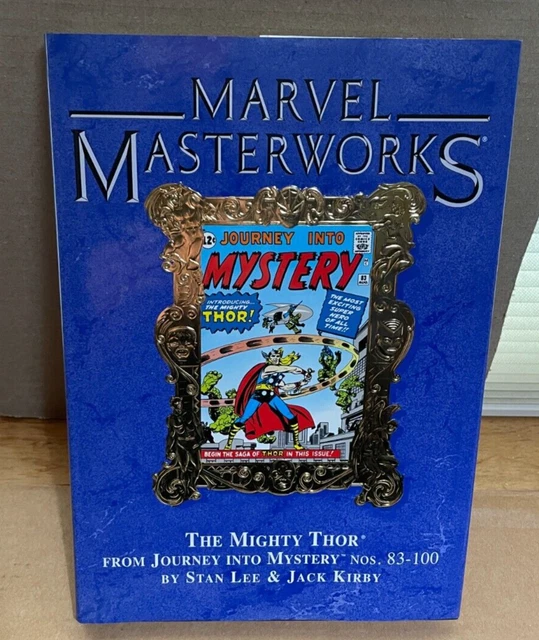 MARVEL
MASTERWORKS®
12¢ JOURNEY INTO
MYSTERY
83
INTRODUCING...
THE MIGHTY
THOR!
THE MOST
EXCITING
SUPER
HERO
OF ALL
TIME!!
BEGIN THE SAGA OF THOR IN THIS ISSUE!
THE MIGHTY THOR®
FROM JOURNEY INTO MYSTERY™ NOS. 83-100
BY STAN LEE & JACK KIRBY